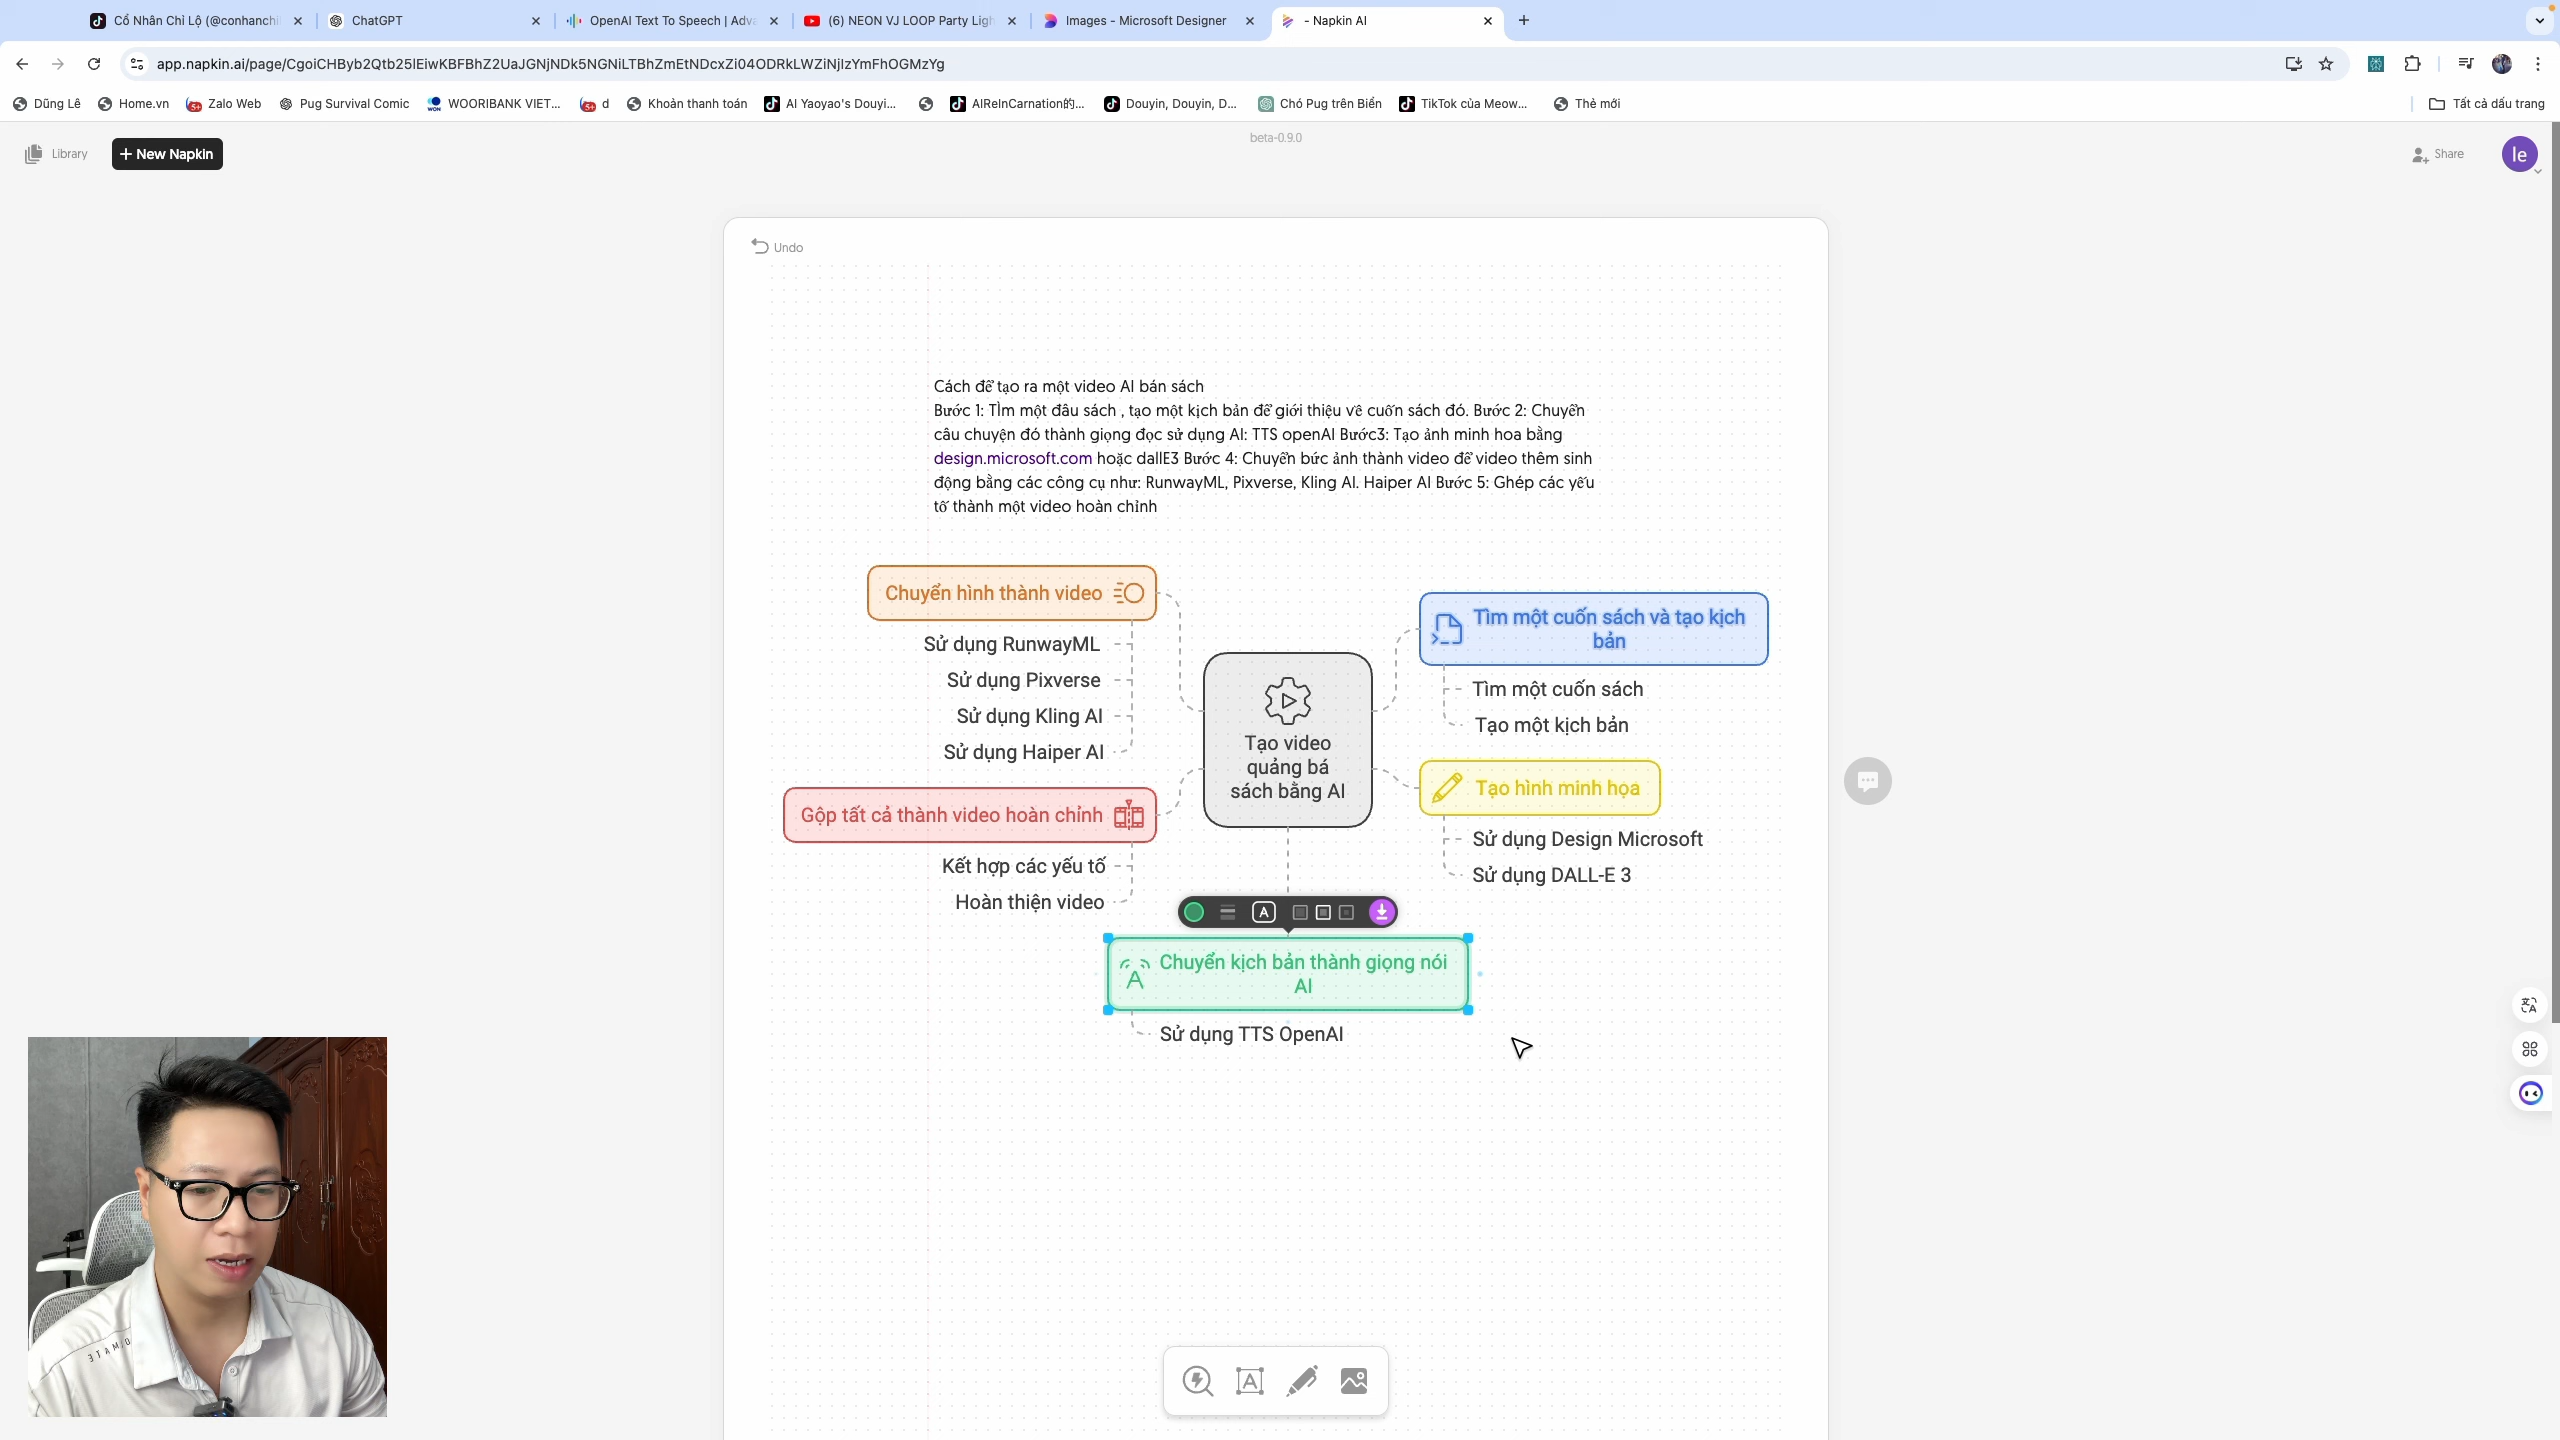 Cổ Nhân Chỉ Lộ (@conhanchi
ChatGPT
OpenAI Text To Speech | Adva
(6) NEON VJ LOOP Party Ligh
Images - Microsoft Designer
- Napkin AI
app.napkin.ai/page/CgoiCHByb2Qtb25lEiwKBFBhZ2UaJGNjNDk5NGNiLTBhZmEtNDcxZi04ODRkLWZiNjIzYmFhOGMzYg
Dũng Lê
Home.vn
Zalo Web
Pug Survival Comic
WOORIBANK VIET...
d
Khoản thanh toán
AI Yaoyao's Douyi...
AIReInCarnation的...
Douyin, Douyin, D...
Chó Pug trên Biển
TikTok của Meow...
Thẻ mới
Tất cả dấu trang
beta-0.9.0
Library
+ New Napkin
Share
le
Undo
Cách để tạo ra một video AI bán sách
Bước 1: TÌm một đâu sách , tạo một kịch bản để giới thiệu về cuốn sách đó. Bước 2: Chuyển
câu chuyện đó thành giọng đọc sử dụng AI: TTS openAI Bước3: Tạo ảnh minh hoa bằng
design.microsoft.com hoặc dallE3 Bước 4: Chuyển bức ảnh thành video để video thêm sinh
động bằng các công cụ như: RunwayML, Pixverse, Kling AI. Haiper AI Bước 5: Ghép các yếu
tố thành một video hoàn chỉnh
Chuyển hình thành video
Sử dụng RunwayML
Sử dụng Pixverse
Sử dụng Kling AI
Sử dụng Haiper AI
Gộp tất cả thành video hoàn chỉnh
Kết hợp các yếu tố
Hoàn thiện video
Tạo video
quảng bá
sách bằng AI
Tìm một cuốn sách và tạo kịch
bản
Tìm một cuốn sách
Tạo một kịch bản
Tạo hình minh họa
Sử dụng Design Microsoft
Sử dụng DALL-E 3
Chuyển kịch bản thành giọng nói
AI
Sử dụng TTS OpenAI